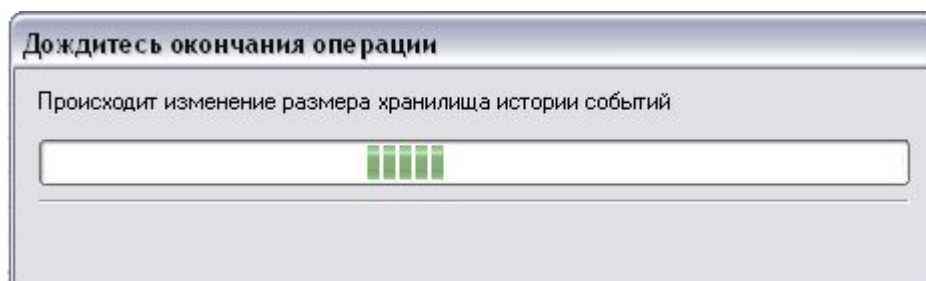 Дождитесь окончания операции
Происходит изменение размера хранилища истории событий